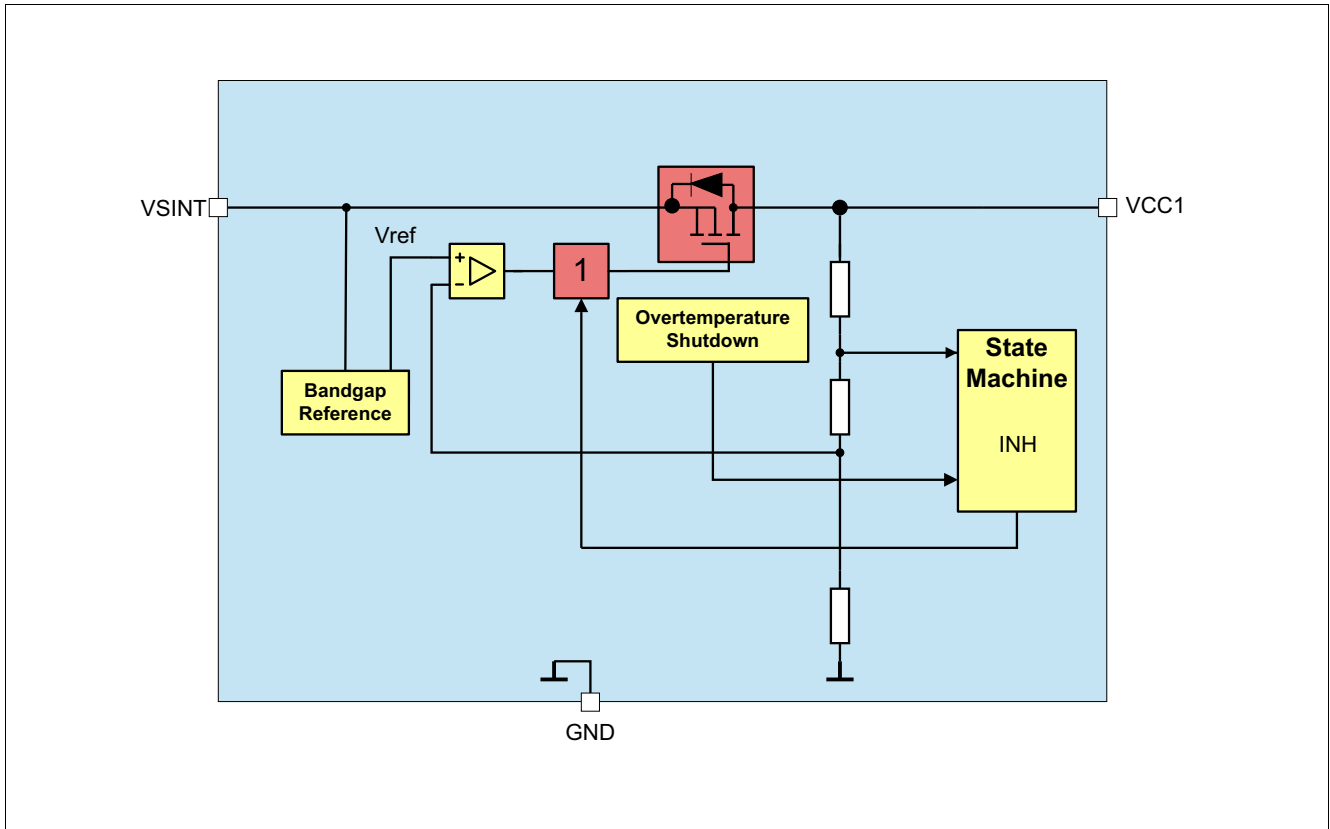 VSINT
VCC1
Vref
+
-
1
Overtemperature
Shutdown
State
Machine
INH
Bandgap
Reference
GND